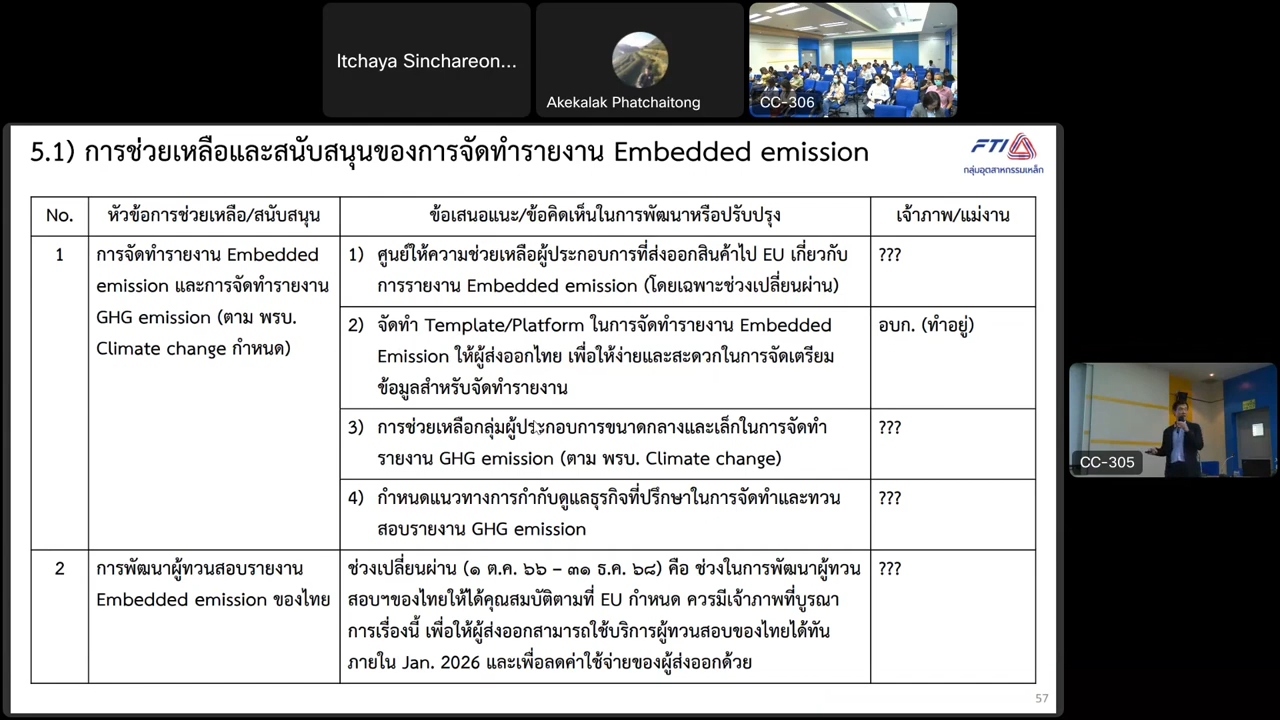 Itchaya Sinchareon...
Akekalak Phatchaitong
CC-306
5.1) การช่วยเหลือและสนับสนุนของการจัดทำรายงาน Embedded emission
FTI
กลุ่มอุตสาหกรรมเหล็ก
No.
หัวข้อการช่วยเหลือ/สนับสนุน
ข้อเสนอแนะ/ข้อคิดเห็นในการพัฒนาหรือปรับปรุง
เจ้าภาพ/แม่งาน
1
การจัดทำรายงาน Embedded
emission และการจัดทำรายงาน
GHG emission (ตาม พรบ.
Climate change กำหนด)
1) ศูนย์ให้ความช่วยเหลือผู้ประกอบการที่ส่งออกสินค้าไป EU เกี่ยวกับ
การรายงาน Embedded emission (โดยเฉพาะช่วงเปลี่ยนผ่าน)
???
2) จัดทำ Template/Platform ในการจัดทำรายงาน Embedded
Emission ให้ผู้ส่งออกไทย เพื่อให้ง่ายและสะดวกในการจัดเตรียม
ข้อมูลสำหรับจัดทำรายงาน
อบก. (ทำอยู่)
3) การช่วยเหลือกลุ่มผู้ประกอบการขนาดกลางและเล็กในการจัดทำ
รายงาน GHG emission (ตาม พรบ. Climate change)
???
4) กำหนดแนวทางการกำกับดูแลธุรกิจที่ปรึกษาในการจัดทำและทวน
สอบรายงาน GHG emission
???
2
การพัฒนาผู้ทวนสอบรายงาน
Embedded emission ของไทย
ช่วงเปลี่ยนผ่าน (๑ ต.ค. ๖๖ – ๓๑ ธ.ค. ๖๘) คือ ช่วงในการพัฒนาผู้ทวน
สอบฯของไทยให้ได้คุณสมบัติตามที่ EU กำหนด ควรมีเจ้าภาพที่บูรณา
การเรื่องนี้ เพื่อให้ผู้ส่งออกสามารถใช้บริการผู้ทวนสอบของไทยได้ทัน
ภายใน Jan. 2026 และเพื่อลดค่าใช้จ่ายของผู้ส่งออกด้วย
???
57
CC-305